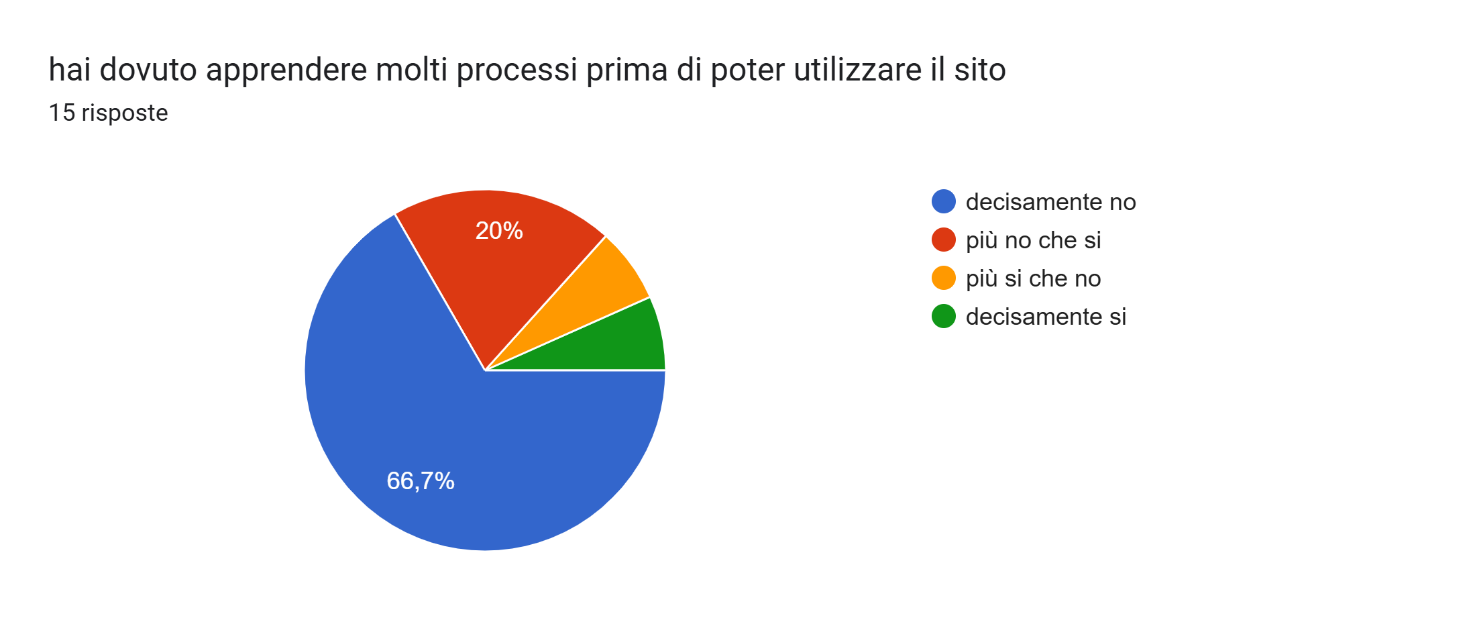 hai dovuto apprendere molti processi prima di poter utilizzare il sito
15 risposte
decisamente no
più no che si
più si che no
decisamente si
20%
66,7%